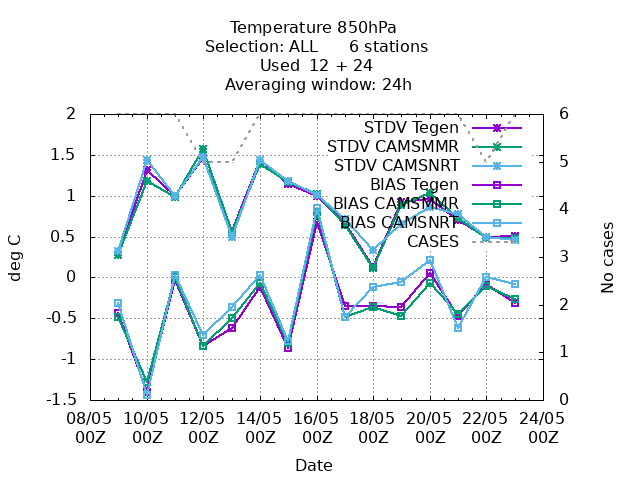 Temperature 850hPa
Selection: ALL 6 stations
Used 12 + 24
Averaging window: 24h
2
1.5
1
0.5
0
-0.5
-1
-1.5
deg C
6
5
4
3
2
1
0
No cases
STDV Tegen
STDV CAMSMMR
STDV CAMSNRT
BIAS Tegen
BIAS CAMSMMR
BIAS CAMSNRT
CASES
08/05 10/05 12/05 14/05 16/05 18/05 20/05 22/05 24/05
00Z 00Z 00Z 00Z 00Z 00Z 00Z 00Z 00Z
Date